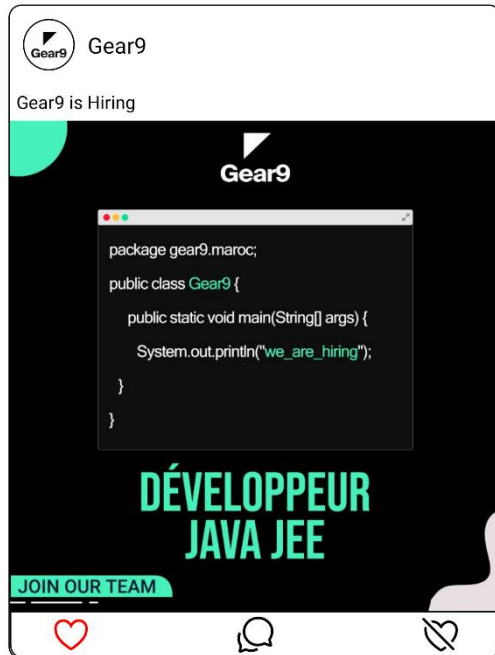 Gear9
Gear9
Gear9 is Hiring
Gear9
package gear9.maroc;
public class Gear9 {
public static void main(String[] args) {
System.out.println("we_are_hiring");
}
}
DÉVELOPPEUR
JAVA JEE
JOIN OUR TEAM